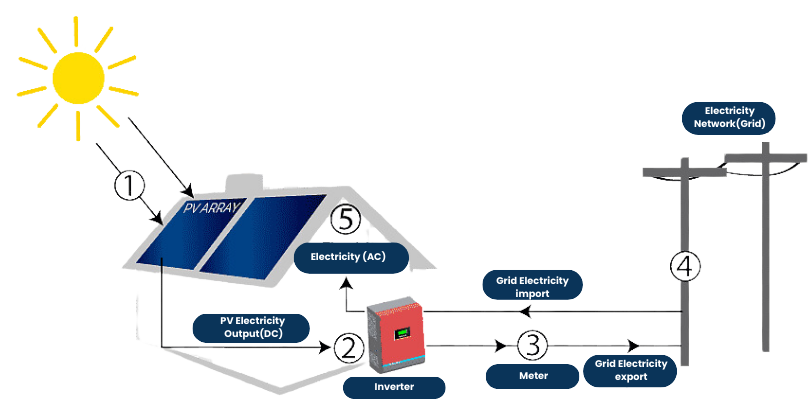 Electricity
Network(Grid)
1
PV ARRAY
5
Electricity (AC)
4
Grid Electricity
import
PV Electricity
Output(DC)
2
3
Inverter
Meter
Grid Electricity
export